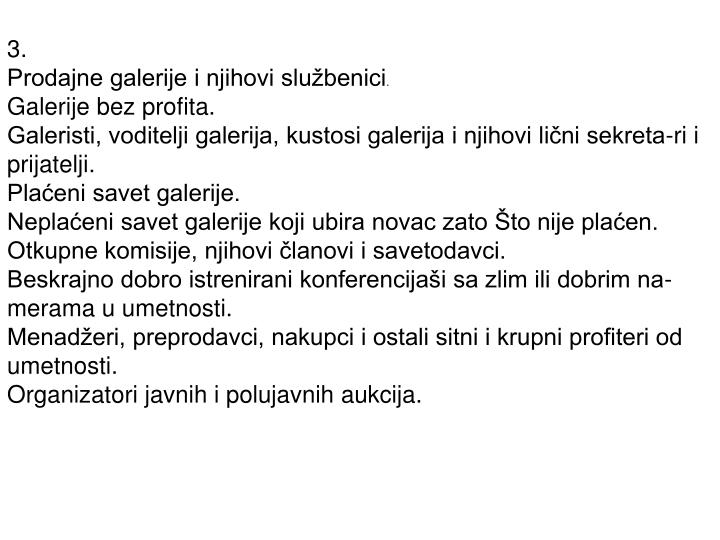 3.
Prodajne galerije i njihovi službenici.
Galerije bez profita.
Galeristi, voditelji galerija, kustosi galerija i njihovi lični sekreta-ri i
prijatelji.
Plaćeni savet galerije.
Neplaćeni savet galerije koji ubira novac zato Što nije plaćen.
Otkupne komisije, njihovi članovi i savetodavci.
Beskrajno dobro istrenirani konferencijaši sa zlim ili dobrim na-
merama u umetnosti.
Menadžeri, preprodavci, nakupci i ostali sitni i krupni profiteri od
umetnosti.
Organizatori javnih i polujavnih aukcija.